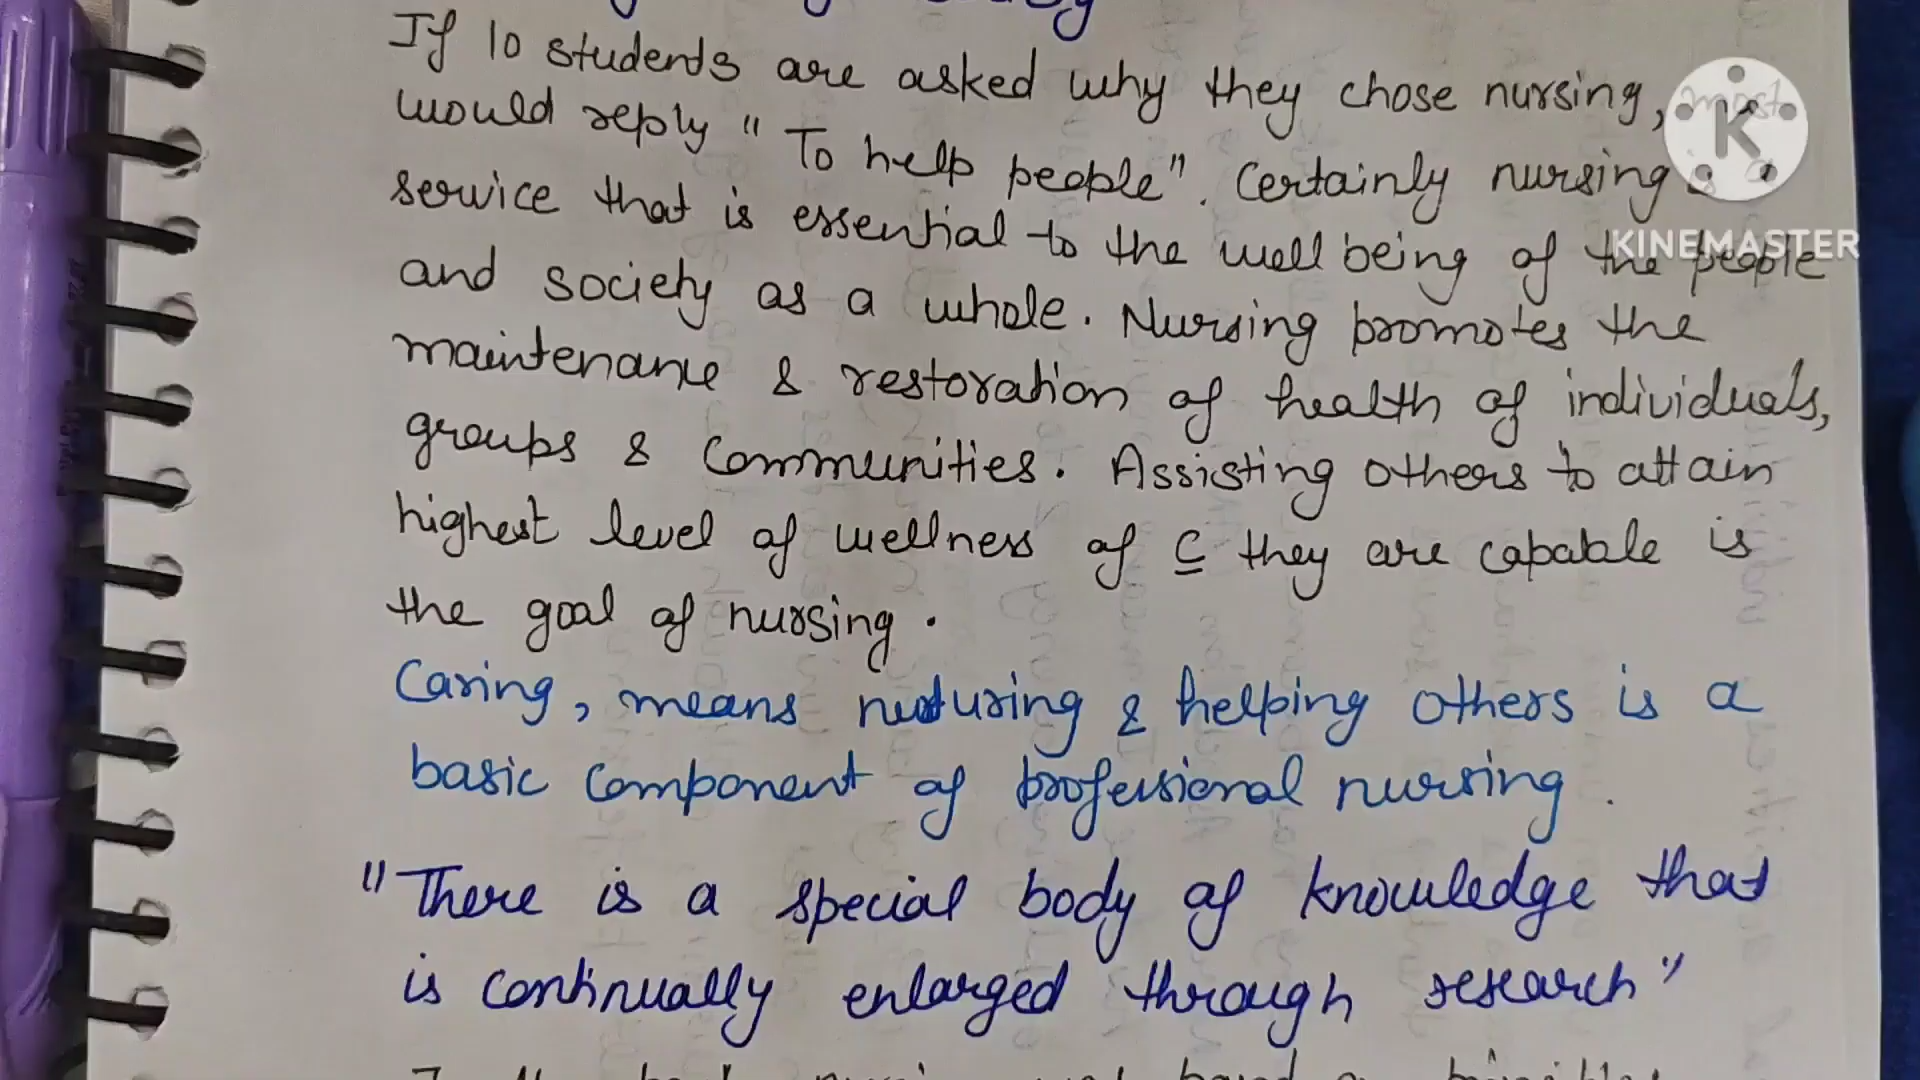 If 10 students are asked why they chose nursing, most
would reply " To help people". Certainly nursing is a
service that is essential to the well being of the people
and society as a whole. Nursing promotes the
maintenance & restoration of health of individuals,
groups & communities. Assisting others to attain
highest level of wellness of c they are capable is
the goal of nursing.
Caring, means nurturing & helping others is a
basic component of professional nursing.
"There is a special body of knowledge that
is continually enlarged through research"
K
KINEMASTER